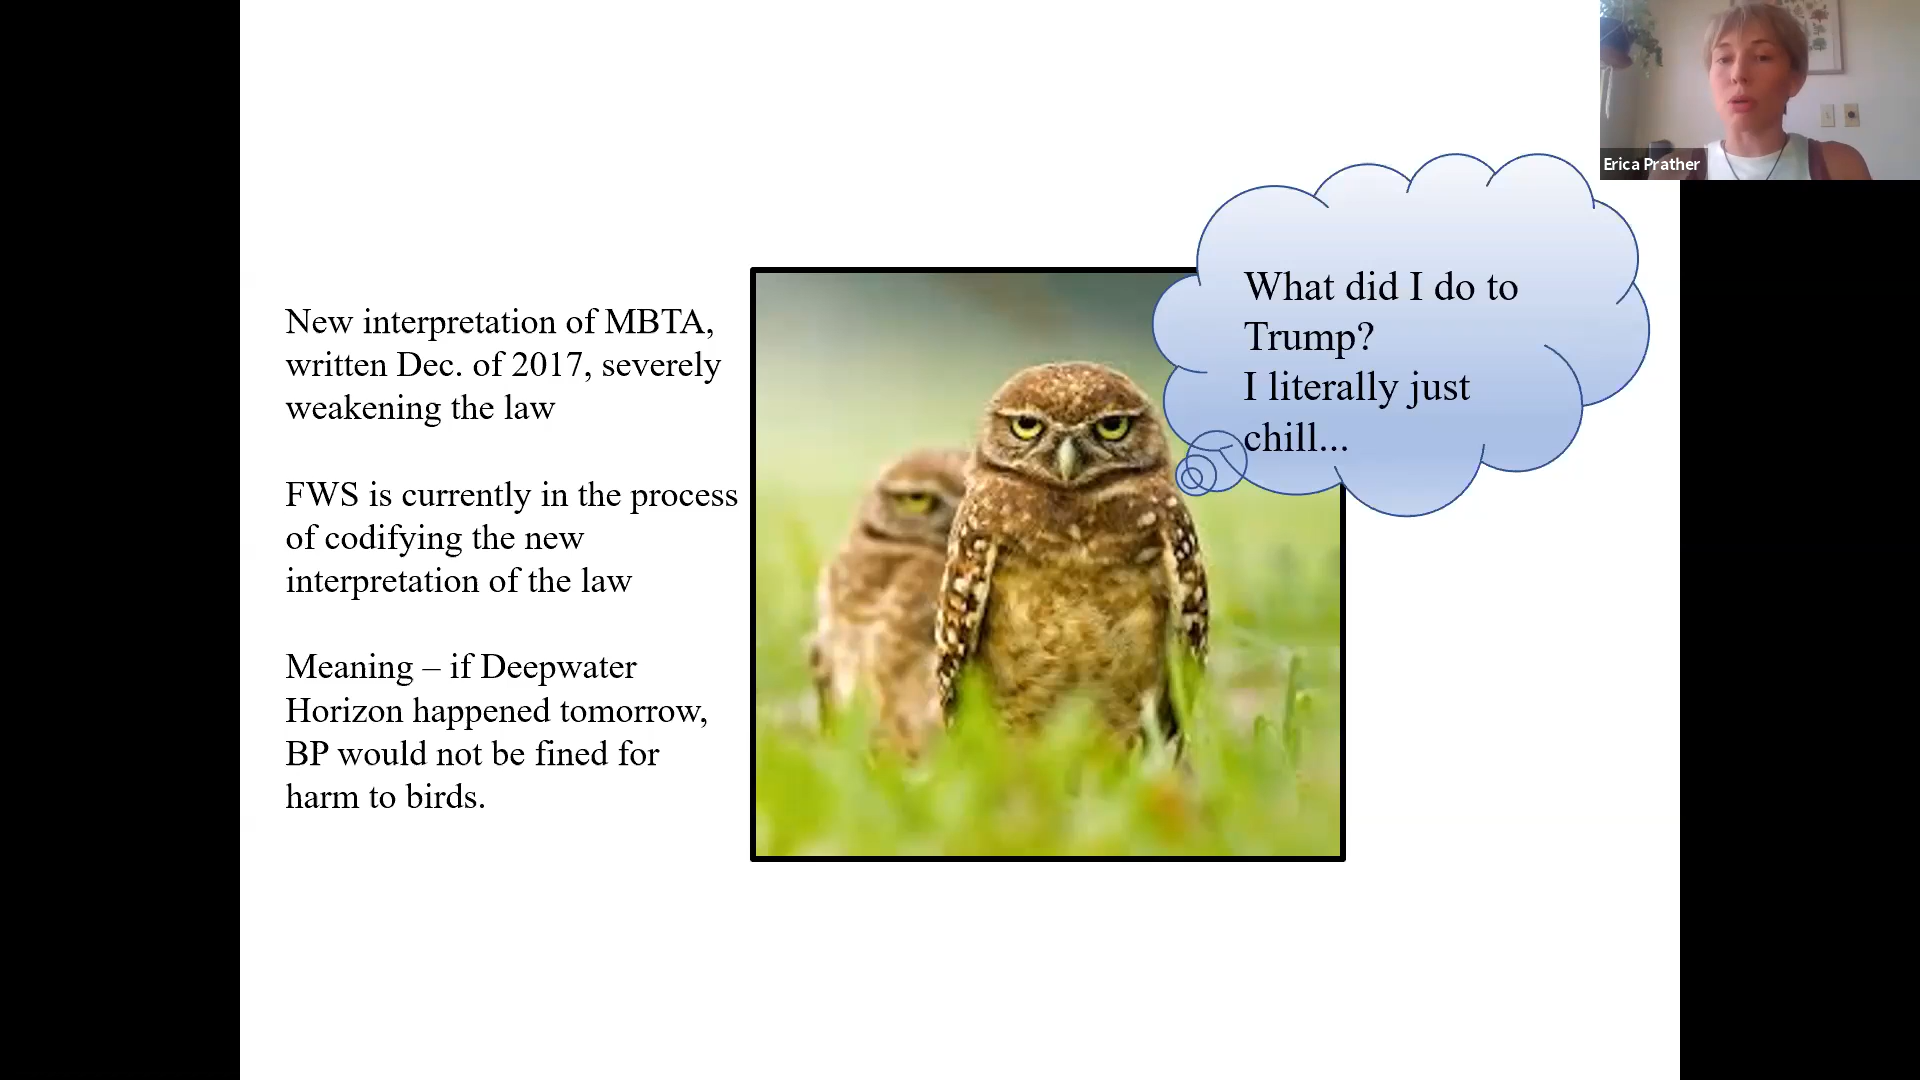 Erica Prather
What did I do to
Trump?
I literally just
chill...
New interpretation of MBTA,
written Dec. of 2017, severely
weakening the law
FWS is currently in the process
of codifying the new
interpretation of the law
Meaning – if Deepwater
Horizon happened tomorrow,
BP would not be fined for
harm to birds.